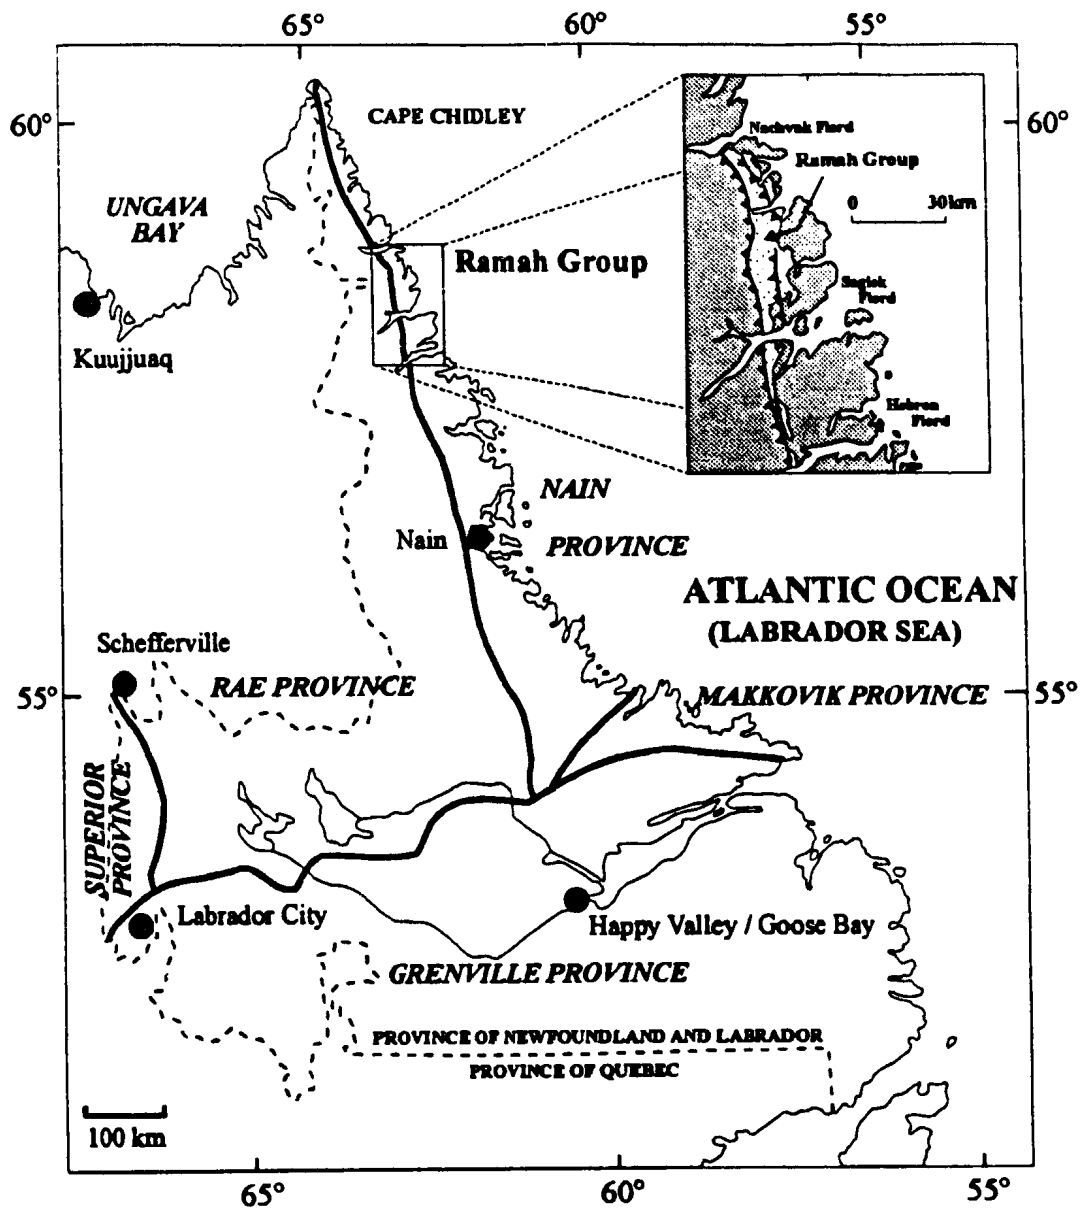 65° 60° 55°
60° 60°
CAPE CHIDLEY
Nachvak Fiord
Ramah Group
0 30km
UNGAVA
BAY
Ramah Group
Saglek
Fiord
Kuujjuaq
Hebron
Fiord
NAIN
Nain
PROVINCE
ATLANTIC OCEAN
(LABRADOR SEA)
Schefferville
RAE PROVINCE
MAKKOVIK PROVINCE
55° 55°
SUPERIOR
PROVINCE
Labrador City
Happy Valley / Goose Bay
GRENVILLE PROVINCE
PROVINCE OF NEWFOUNDLAND AND LABRADOR
PROVINCE OF QUEBEC
100 km
65° 60° 55°